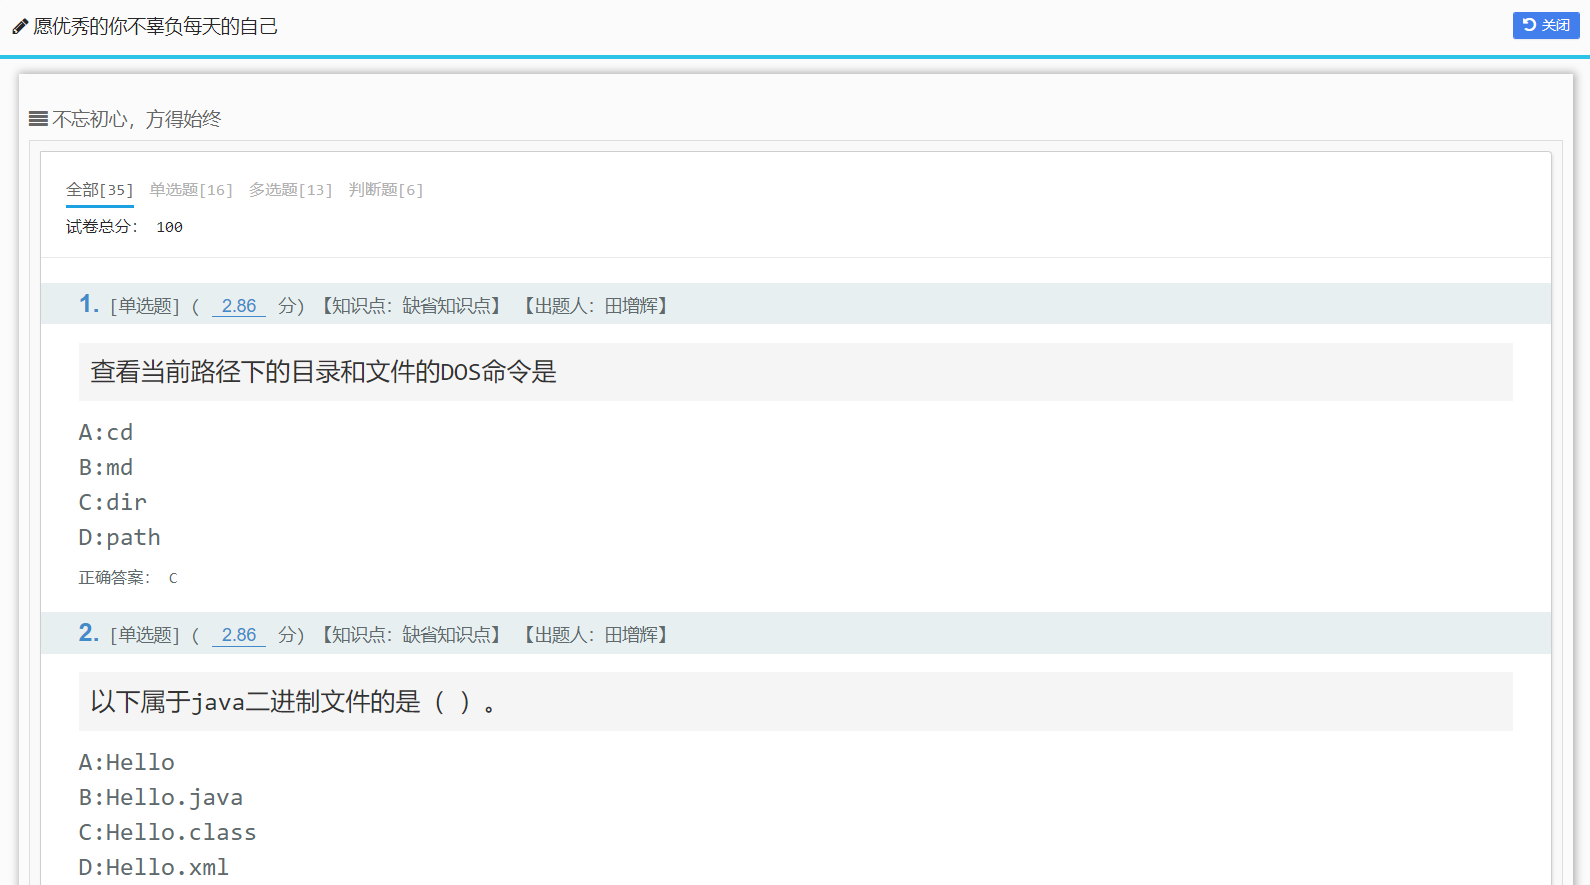 愿优秀的你不辜负每天的自己
关闭
不忘初心，方得始终
全部[35] 单选题[16] 多选题[13] 判断题[6]
试卷总分： 100
1. [单选题] ( 2.86 分) 【知识点：缺省知识点】 【出题人：田增辉】
查看当前路径下的目录和文件的DOS命令是
A:cd
B:md
C:dir
D:path
正确答案： C
2. [单选题] ( 2.86 分) 【知识点：缺省知识点】 【出题人：田增辉】
以下属于java二进制文件的是（ ）。
A:Hello
B:Hello.java
C:Hello.class
D:Hello.xml